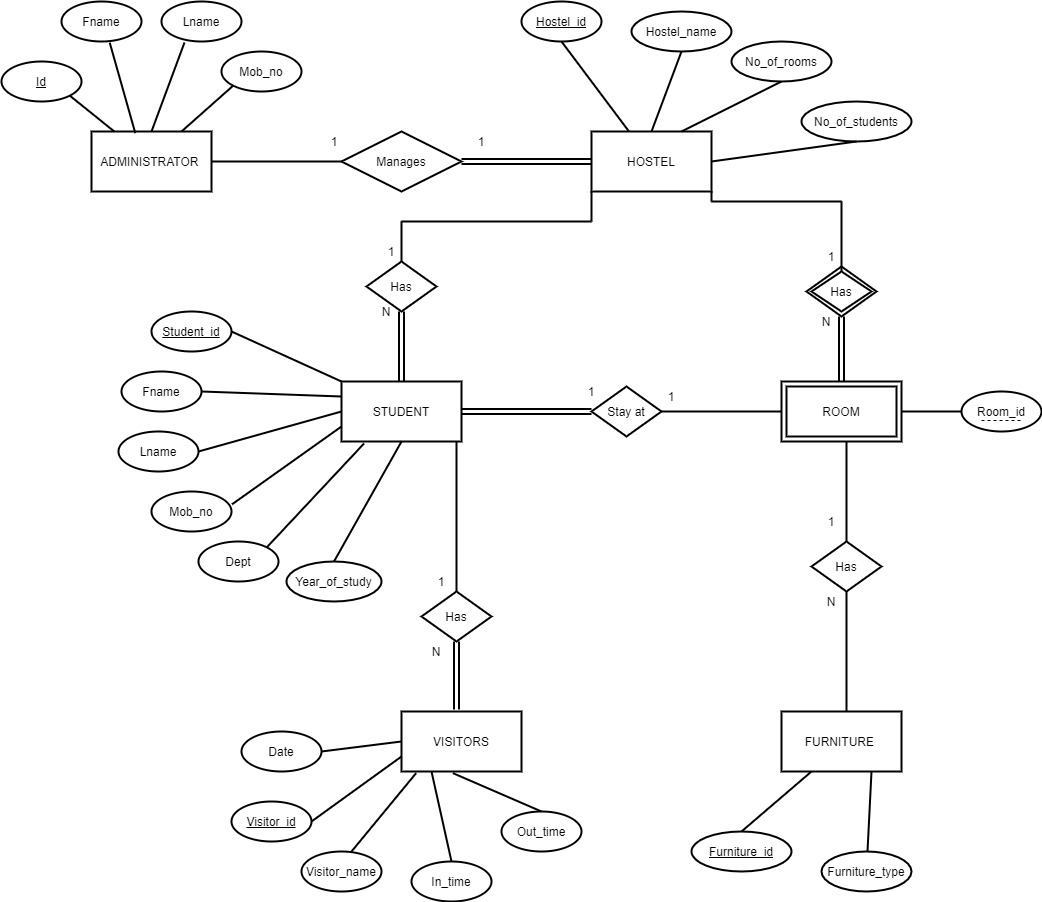 Fname
Lname
Hostel_id
Hostel_name
Id
Mob_no
No_of_rooms
No_of_students
ADMINISTRATOR
1
Manages
1
HOSTEL
1
Has
N
1
Has
N
Student_id
Fname
Lname
Mob_no
Dept
Year_of_study
STUDENT
1
Stay at
1
ROOM
Room_id
1
Has
N
1
Has
N
Date
VISITORS
FURNITURE
Visitor_id
Visitor_name
In_time
Out_time
Furniture_id
Furniture_type